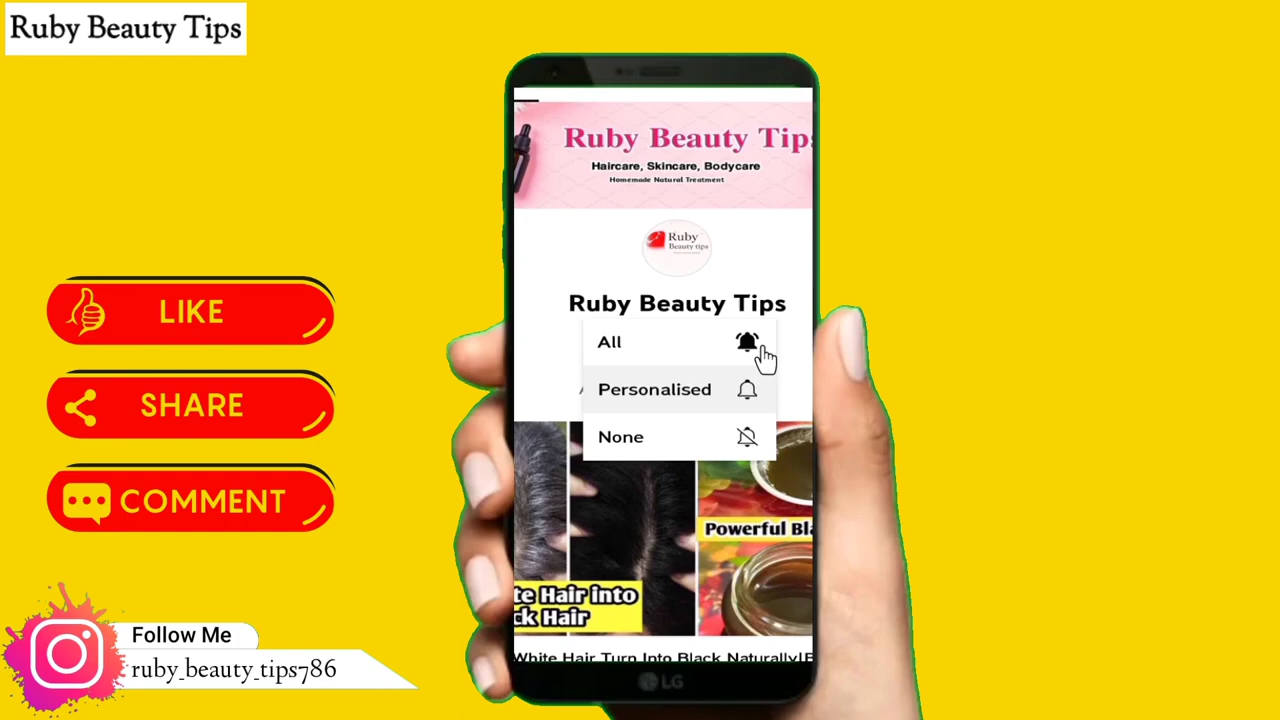 Ruby Beauty Tips
Ruby Beauty Tips
Haircare, Skincare, Bodycare
Homemade Natural Treatment
Ruby
Beauty tips
Ruby Beauty Tips
All
Personalised
None
LIKE
SHARE
COMMENT
Powerful Bla
te Hair into
ck Hair
White Hair Turn Into Black Naturally|
LG
Follow Me
ruby_beauty_tips786